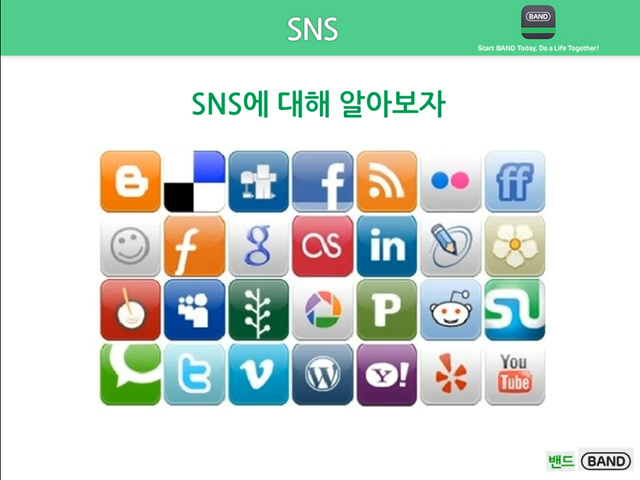 SNS
BAND
Start BAND Today, Do a Life Together!
SNS에 대해 알아보자
f
ff
f
g
in
P
Y!
You
Tube
밴드 BAND